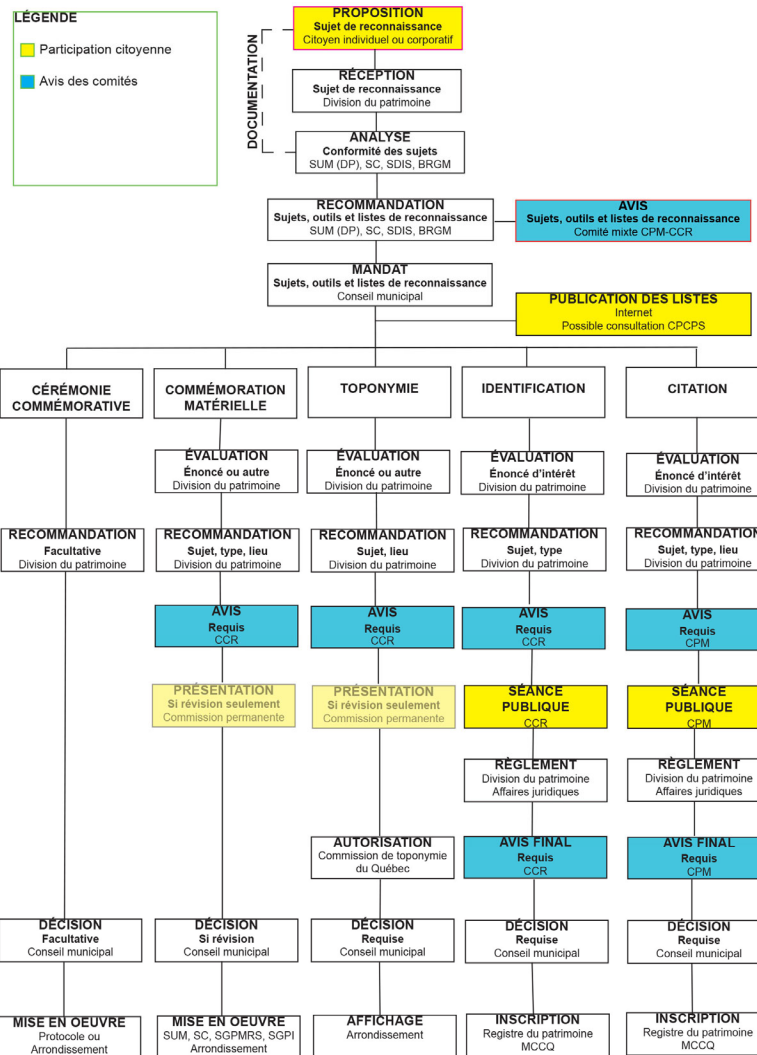 LÉGENDE
Participation citoyenne
Avis des comités
DOCUMENTATION
PROPOSITION
Sujet de reconnaissance
Citoyen individuel ou corporatif
RÉCEPTION
Sujet de reconnaissance
Division du patrimoine
ANALYSE
Conformité des sujets
SUM (DP), SC, SDIS, BRGM
RECOMMANDATION
Sujets, outils et listes de reconnaissance
SUM (DP), SC, SDIS, BRGM
AVIS
Sujets, outils et listes de reconnaissance
Comité mixte CPM-CCR
MANDAT
Sujets, outils et listes de reconnaissance
Conseil municipal
PUBLICATION DES LISTES
Internet
Possible consultation CPCPS
CÉRÉMONIE
COMMÉMORATIVE
RECOMMANDATION
Facultative
Division du patrimoine
DÉCISION
Facultative
Conseil municipal
MISE EN OEUVRE
Protocole ou
Arrondissement
COMMÉMORATION
MATÉRIELLE
ÉVALUATION
Énoncé ou autre
Division du patrimoine
RECOMMANDATION
Sujet, type, lieu
Division du patrimoine
AVIS
Requis
CCR
PRÉSENTATION
Si révision seulement
Commission permanente
DÉCISION
Si révision
Conseil municipal
MISE EN OEUVRE
SUM, SC, SGPMRS, SGPI
Arrondissement
TOPONYMIE
ÉVALUATION
Énoncé ou autre
Division du patrimoine
RECOMMANDATION
Sujet, lieu
Division du patrimoine
AVIS
Requis
CCR
PRÉSENTATION
Si révision seulement
Commission permanente
AUTORISATION
Commission de toponymie
du Québec
DÉCISION
Requise
Conseil municipal
AFFICHAGE
Arrondissement
IDENTIFICATION
ÉVALUATION
Énoncé d'intérêt
Division du patrimoine
RECOMMANDATION
Sujet, type
Division du patrimoine
AVIS
Requis
CCR
SÉANCE
PUBLIQUE
CCR
RÈGLEMENT
Division du patrimoine
Affaires juridiques
AVIS FINAL
Requis
CCR
DÉCISION
Requise
Conseil municipal
INSCRIPTION
Registre du patrimoine
MCCQ
CITATION
ÉVALUATION
Énoncé d'intérêt
Division du patrimoine
RECOMMANDATION
Sujet, type, lieu
Division du patrimoine
AVIS
Requis
CPM
SÉANCE
PUBLIQUE
CPM
RÈGLEMENT
Division du patrimoine
Affaires juridiques
AVIS FINAL
Requis
CPM
DÉCISION
Requise
Conseil municipal
INSCRIPTION
Registre du patrimoine
MCCQ